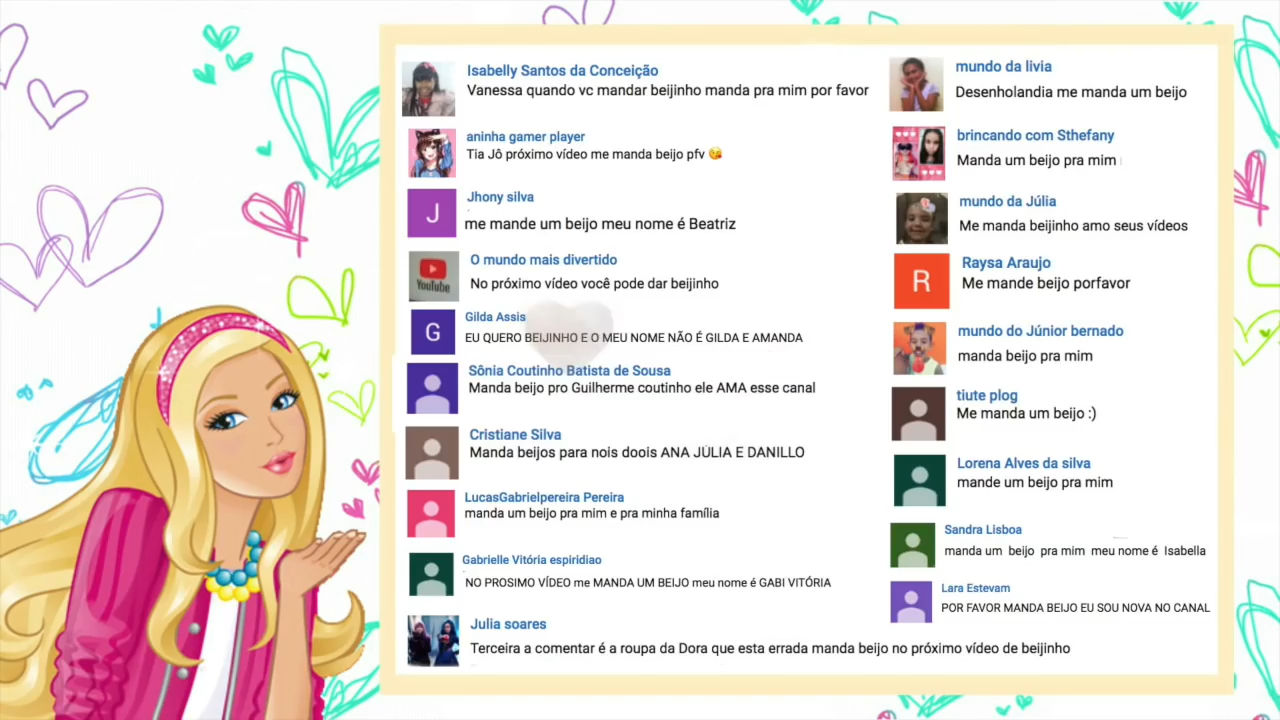 Isabelly Santos da Conceição
Vanessa quando vc mandar beijinho manda pra mim por favor
aninha gamer player
Tia Jô próximo vídeo me manda beijo pfv 😘
J
Jhony silva
me mande um beijo meu nome é Beatriz
YouTube
O mundo mais divertido
No próximo vídeo você pode dar beijinho
G
Gilda Assis
EU QUERO BEIJINHO E O MEU NOME NÃO É GILDA E AMANDA
Sônia Coutinho Batista de Sousa
Manda beijo pro Guilherme coutinho ele AMA esse canal
Cristiane Silva
Manda beijos para nois doois ANA JÚLIA E DANILLO
LucasGabrielpereira Pereira
manda um beijo pra mim e pra minha família
Gabrielle Vitória espiridiao
NO PROSIMO VÍDEO me MANDA UM BEIJO meu nome é GABI VITÓRIA
Julia soares
Terceira a comentar é a roupa da Dora que esta errada manda beijo no próximo vídeo de beijinho
mundo da livia
Desenholandia me manda um beijo
brincando com Sthefany
Manda um beijo pra mim
mundo da Júlia
Me manda beijinho amo seus vídeos
R
Raysa Araujo
Me mande beijo porfavor
mundo do Júnior bernado
manda beijo pra mim
tiute plog
Me manda um beijo :)
Lorena Alves da silva
mande um beijo pra mim
Sandra Lisboa
manda um beijo pra mim meu nome é Isabella
Lara Estevam
POR FAVOR MANDA BEIJO EU SOU NOVA NO CANAL